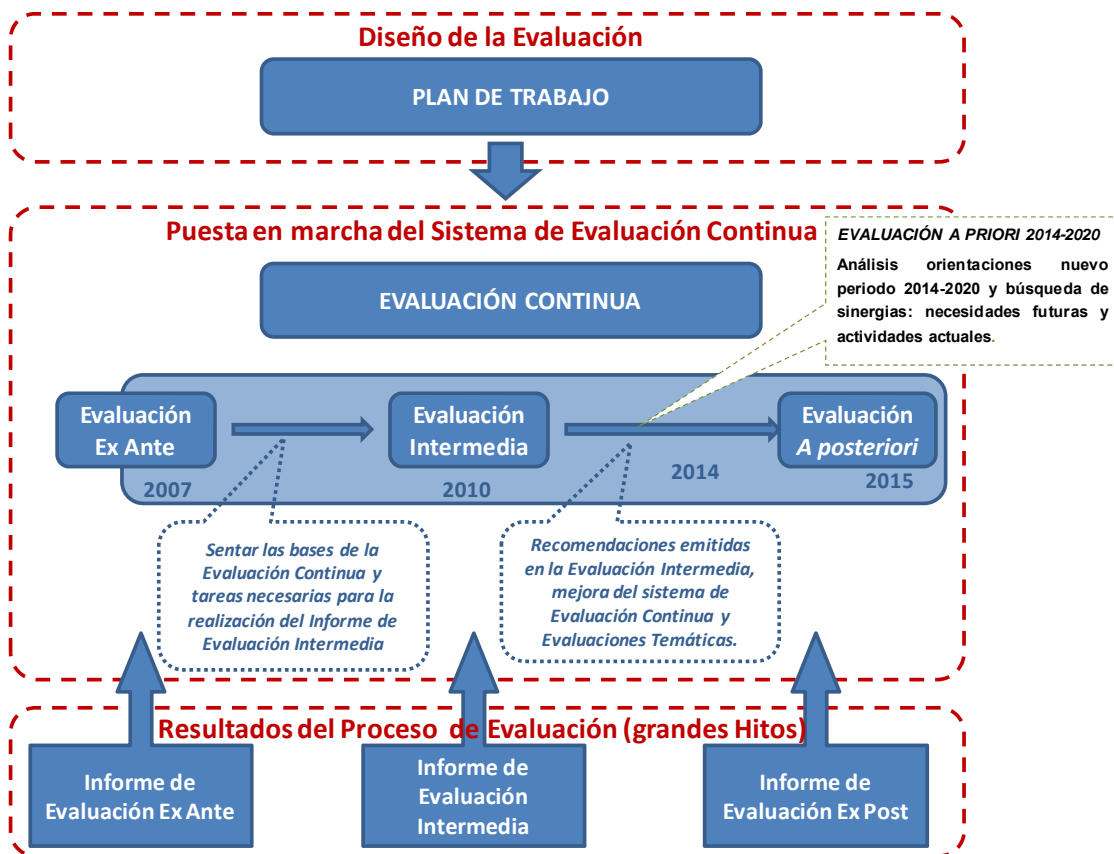 Diseño de la Evaluación
PLAN DE TRABAJO
Puesta en marcha del Sistema de Evaluación Continua
EVALUACIÓN A PRIORI 2014-2020
Análisis orientaciones nuevo
periodo 2014-2020 y búsqueda de
sinergias: necesidades futuras y
actividades actuales.
EVALUACIÓN CONTINUA
Evaluación
Ex Ante
Evaluación
Intermedia
Evaluación
A posteriori
2007
2010
2014
2015
Sentar las bases de la
Evaluación Continua y
tareas necesarias para la
realización del Informe de
Evaluación Intermedia
Recomendaciones emitidas
en la Evaluación Intermedia,
mejora del sistema de
Evaluación Continua y
Evaluaciones Temáticas.
Resultados del Proceso de Evaluación (grandes Hitos)
Informe de
Evaluación Ex Ante
Informe de
Evaluación
Intermedia
Informe de
Evaluación Ex Post